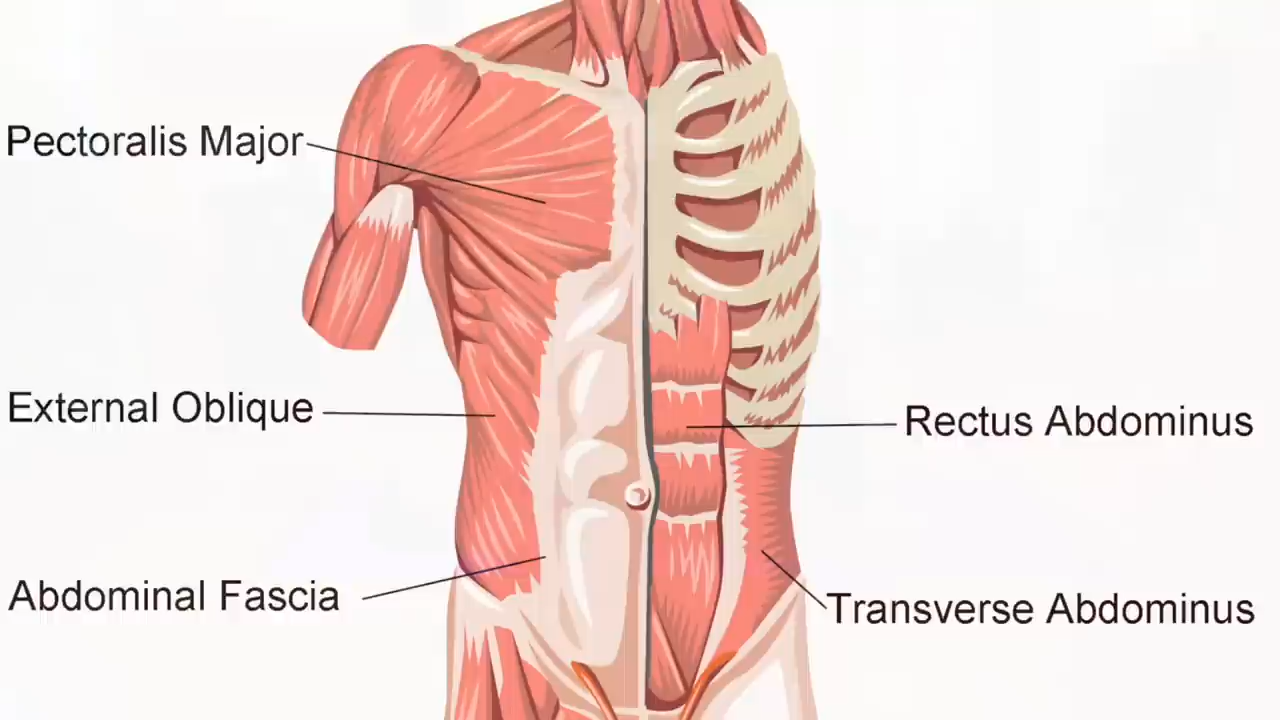 Pectoralis Major
External Oblique
Rectus Abdominus
Abdominal Fascia
Transverse Abdominus